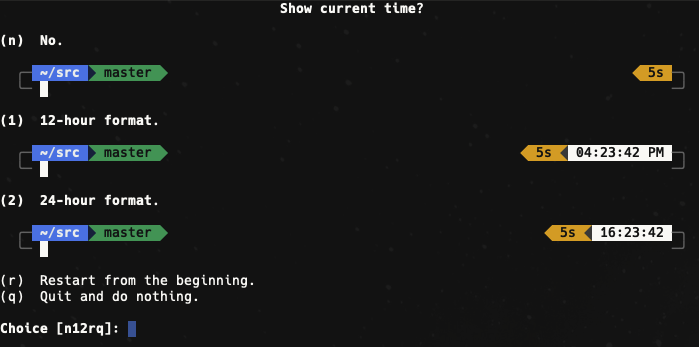 Show current time?
(n) No.
~/src master 5s
(1) 12-hour format.
~/src master 5s 04:23:42 PM
(2) 24-hour format.
~/src master 5s 16:23:42
(r) Restart from the beginning.
(q) Quit and do nothing.
Choice [n12rq]: